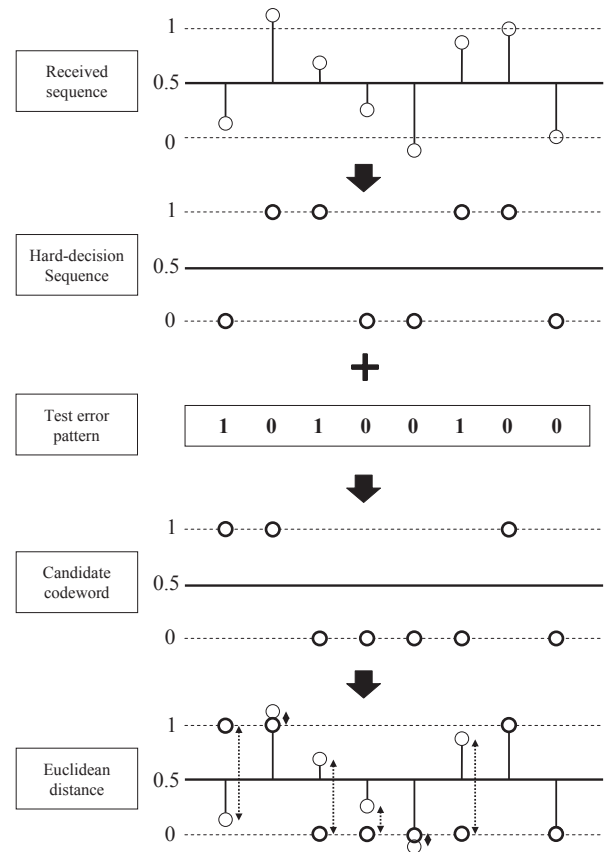 1
Received
sequence
0.5
0
1
Hard-decision
Sequence
0.5
0
+
Test error
pattern
1 0 1 0 0 1 0 0
1
Candidate
codeword
0.5
0
1
Euclidean
distance
0.5
0